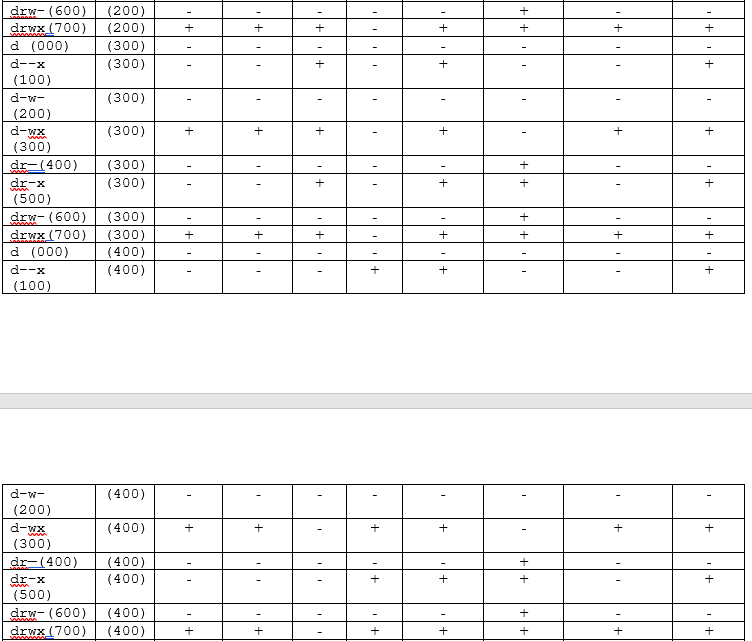 drw-(600) (200) - - - - - + - -
drwx(700) (200) + + + - + + + +
d (000) (300) - - - - - - - -
d--x (300) - - + - + - - +
(100)
d-w- (300) - - - - - - - -
(200)
d-wx (300) + + + - + - + +
(300)
dr—(400) (300) - - - - - + - -
dr-x (300) - - + - + + - +
(500)
drw-(600) (300) - - - - - + - -
drwx(700) (300) + + + - + + + +
d (000) (400) - - - - - - - -
d--x (400) - - - + + - - +
(100)
d-w- (400) - - - - - - - -
(200)
d-wx (400) + + - + + - + +
(300)
dr—(400) (400) - - - - - + - -
dr-x (400) - - - + + + - +
(500)
drw-(600) (400) - - - - - + - -
drwx(700) (400) + + - + + + + +